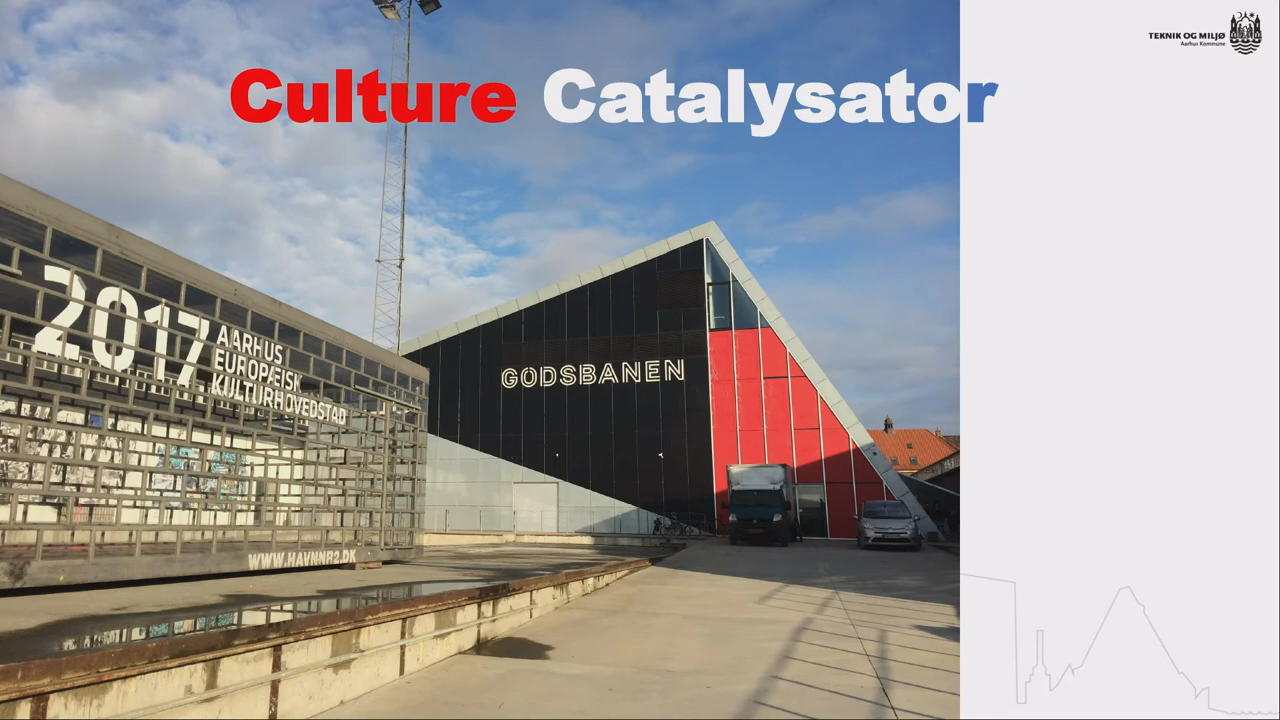 TEKNIK OG MILJØ
Aarhus Kommune
Culture Catalysator
2017
AARHUS
EUROPÆISK
KULTURHOVEDSTAD
GODSBANEN
WWW.HAVNNR2.DK